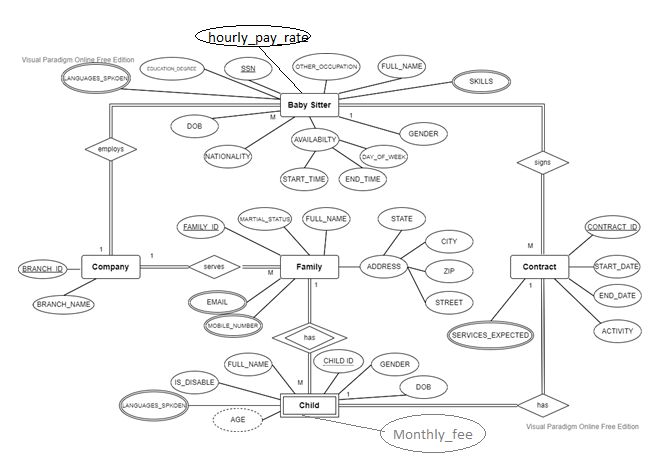 hourly_pay_rate
Visual Paradigm Online Free Edition
LANGUAGES_SPKOEN
EDUCATION_DEGREE
SSN
OTHER_OCCUPATION
FULL_NAME
SKILLS
Baby Sitter
M
1
DOB
NATIONALITY
AVAILABILTY
GENDER
DAY_OF_WEEK
START_TIME
END_TIME
employs
signs
1
M
FAMILY_ID
MARTIAL_STATUS
FULL_NAME
STATE
CITY
ZIP
STREET
ADDRESS
CONTRACT_ID
START_DATE
END_DATE
ACTIVITY
BRANCH_ID
Company
1
serves
M
Family
Contract
BRANCH_NAME
EMAIL
MOBILE_NUMBER
1
1
SERVICES_EXPECTED
has
FULL_NAME
CHILD ID
GENDER
IS_DISABLE
M
1
DOB
LANGUAGES_SPKOEN
Child
has
AGE
Monthly_fee
Visual Paradigm Online Free Edition